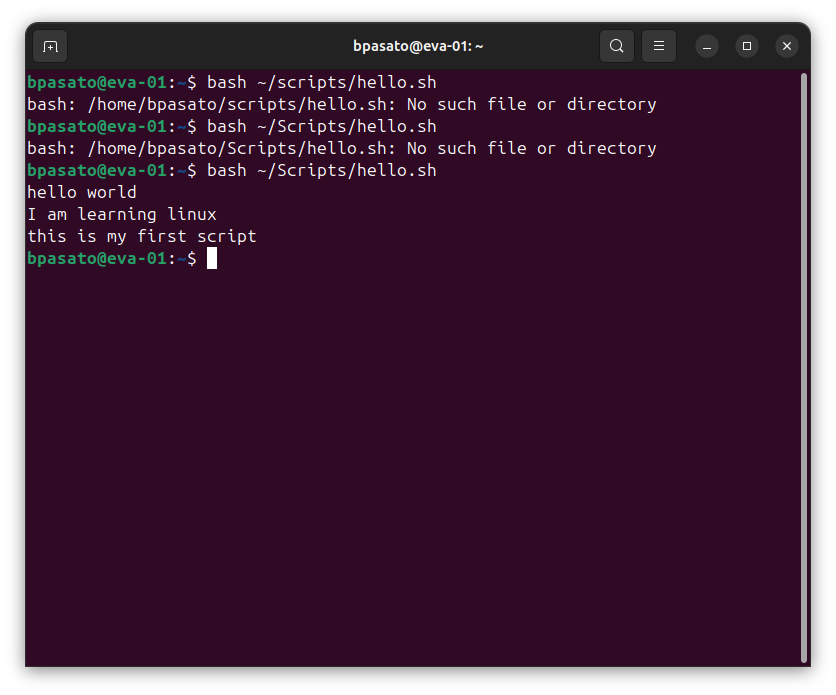 bpasato@eva-01: ~
bpasato@eva-01:~$ bash ~/scripts/hello.sh
bash: /home/bpasato/scripts/hello.sh: No such file or directory
bpasato@eva-01:~$ bash ~/Scripts/hello.sh
bash: /home/bpasato/Scripts/hello.sh: No such file or directory
bpasato@eva-01:~$ bash ~/Scripts/hello.sh
hello world
I am learning linux
this is my first script
bpasato@eva-01:~$